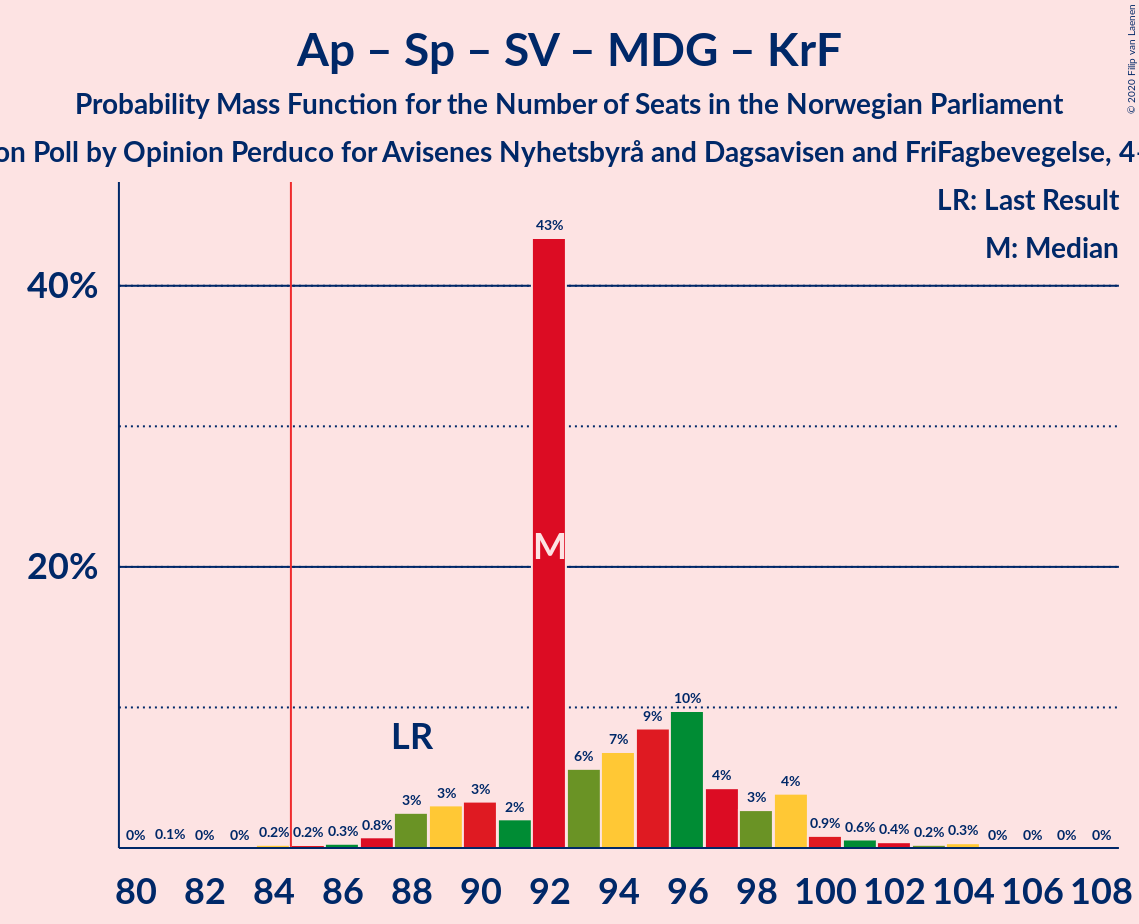 Ap – Sp – SV – MDG – KrF
Probability Mass Function for the Number of Seats in the Norwegian Parliament
on Poll by Opinion Perduco for Avisenes Nyhetsbyrå and Dagsavisen and FriFagbevegelse, 4-
© 2020 Filip van Laenen
LR: Last Result
M: Median
43%
40%
M
20%
10%
9%
7%
6%
LR
4%
3%
4%
3%
3%
3%
2%
0% 0.1% 0% 0% 0.2% 0.2% 0.3% 0.8%
0.9% 0.6% 0.4% 0.2% 0.3% 0% 0% 0% 0%
80 82 84 86 88 90 92 94 96 98 100 102 104 106 108